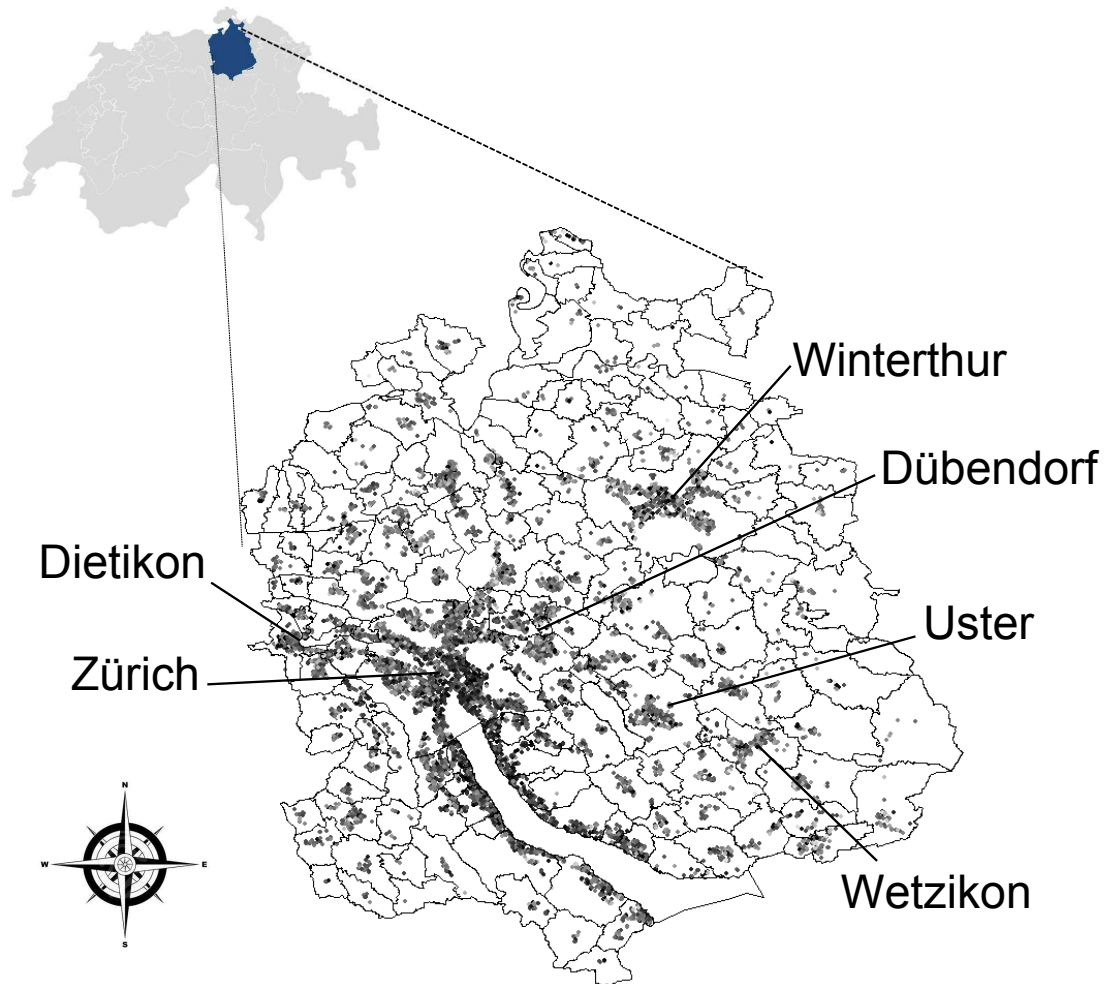 Winterthur
Dübendorf
Dietikon
Uster
Zürich
N
W
E
S
Wetzikon